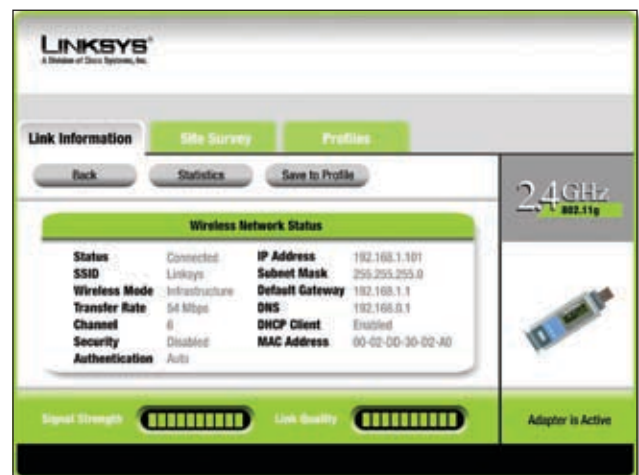 LINKSYS®
A Division of Cisco Systems, Inc.
Link Information
Site Survey
Profiles
Back
Statistics
Save to Profile
2,4GHz
802.11g
Wireless Network Status
Status Connected
SSID Linksys
Wireless Mode Infrastructure
Transfer Rate 54 Mbps
Channel 6
Security Disabled
Authentication Auto
IP Address 192.168.1.101
Subnet Mask 255.255.255.0
Default Gateway 192.168.1.1
DNS 192.168.0.1
DHCP Client Enabled
MAC Address 00-02-DD-30-D2-A0
Signal Strength
Link Quality
Adapter is Active